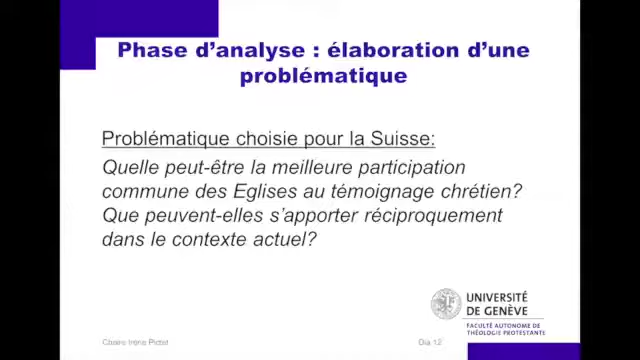 Phase d'analyse : élaboration d'une
problématique
Problématique choisie pour la Suisse:
Quelle peut-être la meilleure participation
commune des Eglises au témoignage chrétien?
Que peuvent-elles s'apporter réciproquement
dans le contexte actuel?
UNIVERSITÉ
DE GENÈVE
FACULTÉ AUTONOME DE
THÉOLOGIE PROTESTANTE
Chaire Irène Pictet
Dia 12